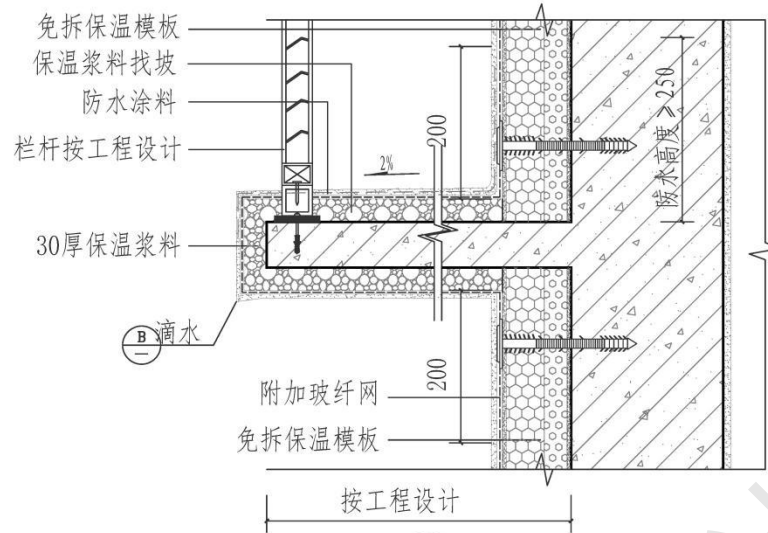 免拆保温模板
保温浆料找坡
防水涂料
栏杆按工程设计
2%
200
防水高度≥250
30厚保温浆料
B
滴水
200
附加玻纤网
免拆保温模板
按工程设计